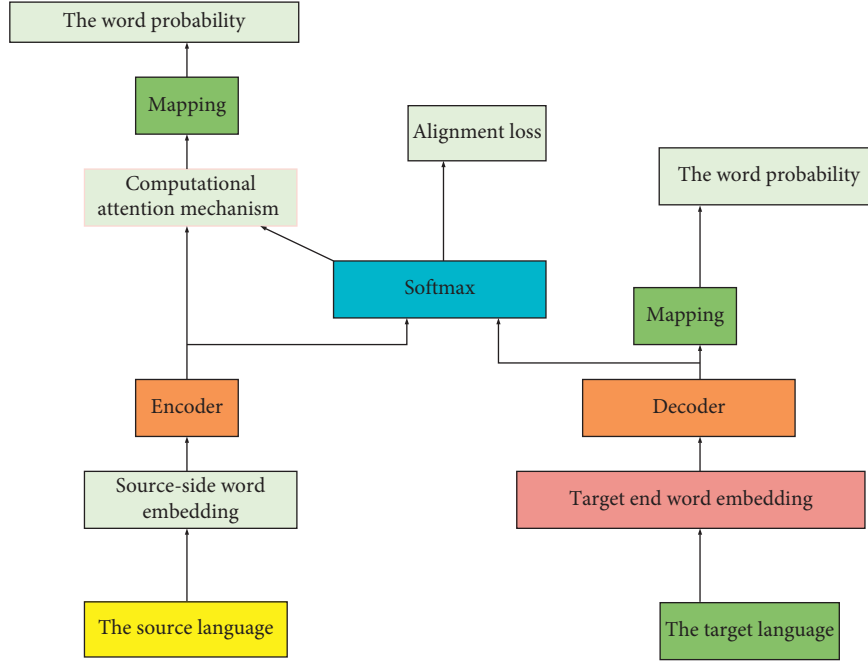 The word probability
Mapping
Alignment loss
Computational
attention mechanism
The word probability
Softmax
Mapping
Encoder
Decoder
Source-side word
embedding
Target end word embedding
The source language
The target language